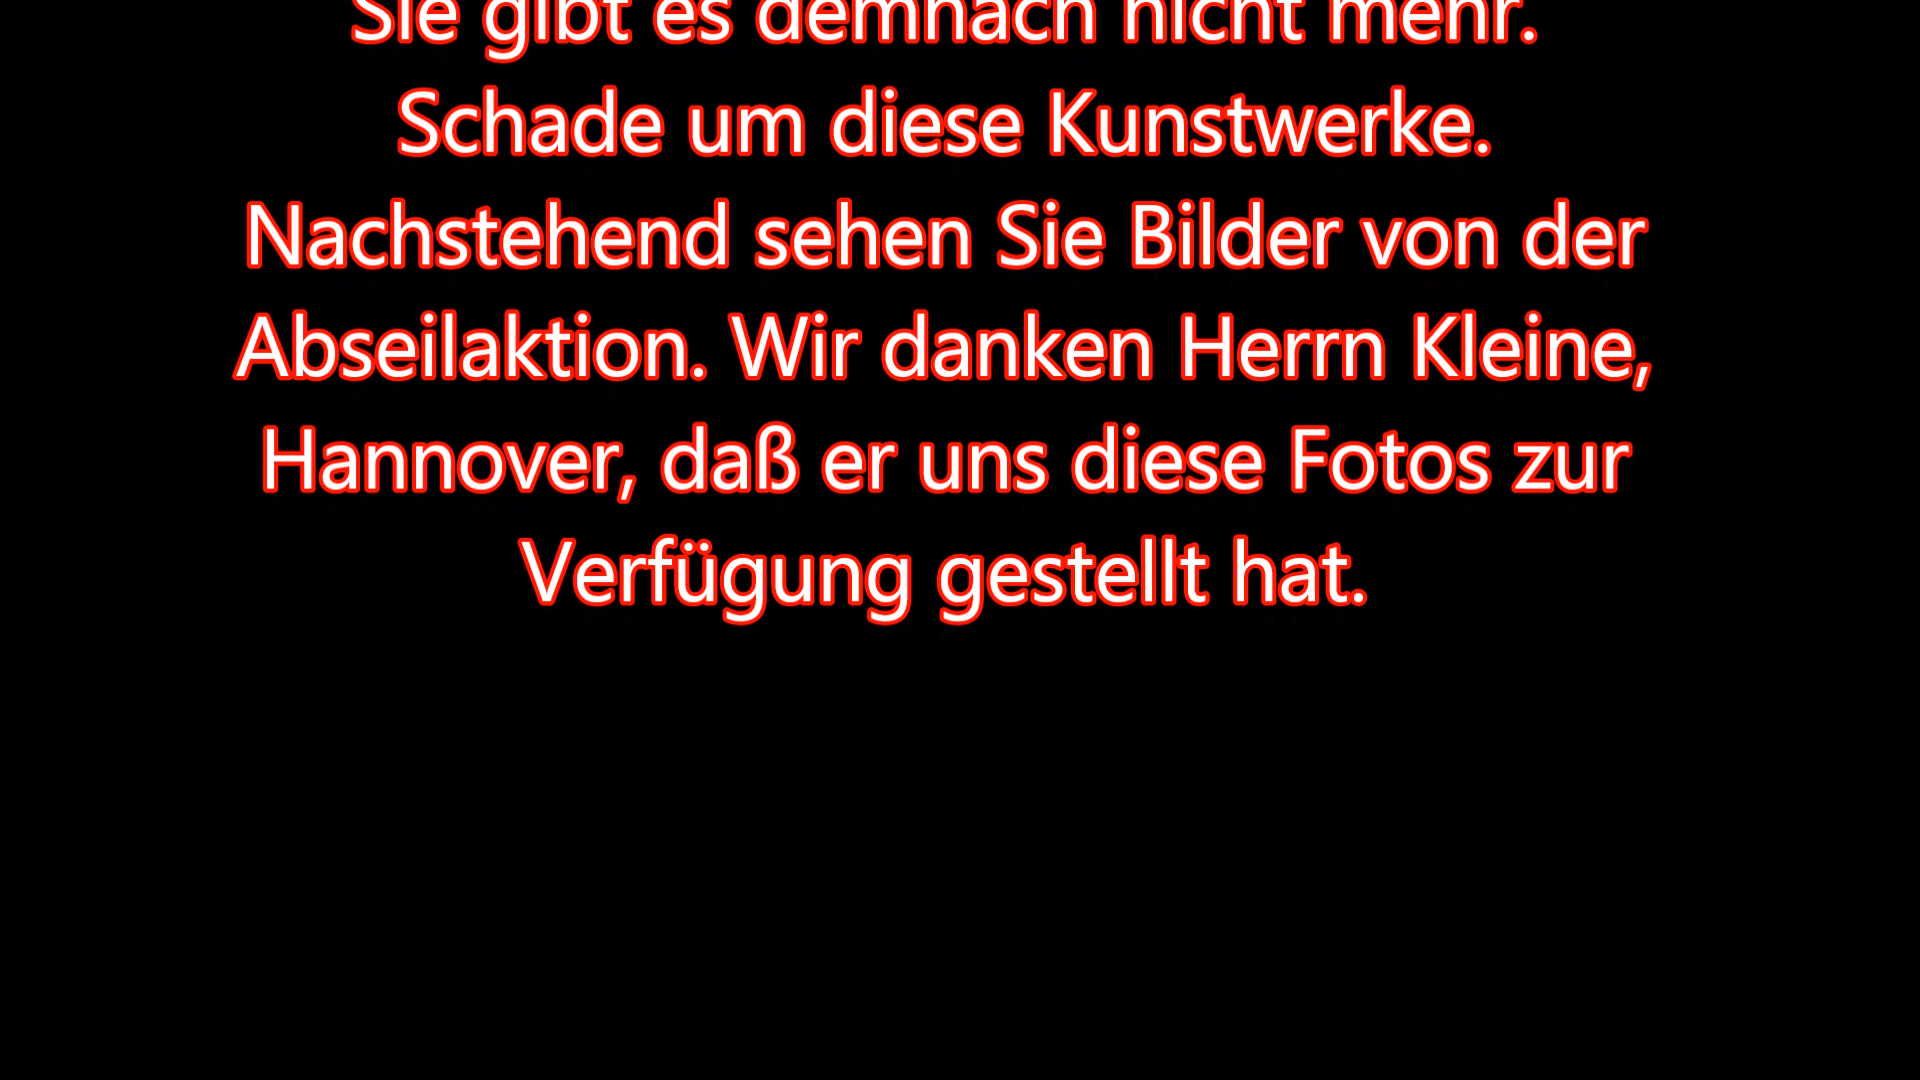 Sie gibt es demnach nicht mehr.
Schade um diese Kunstwerke.
Nachstehend sehen Sie Bilder von der
Abseilaktion. Wir danken Herrn Kleine,
Hannover, daß er uns diese Fotos zur
Verfügung gestellt hat.